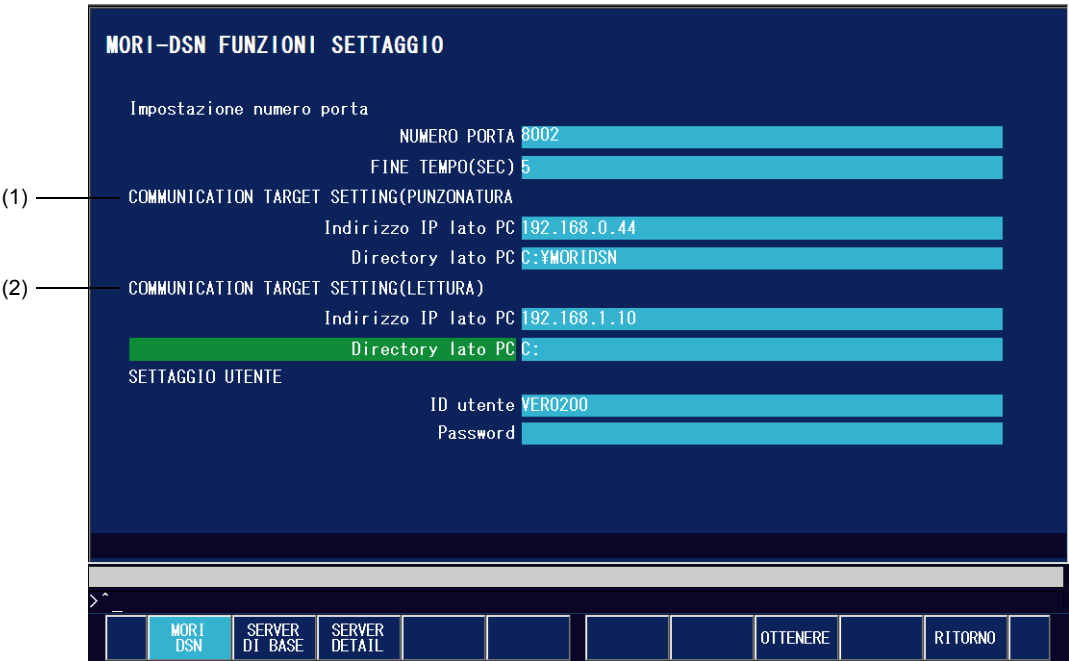 MORI-DSN FUNZIONI SETTAGGIO
Impostazione numero porta
NUMERO PORTA 8002
FINE TEMPO(SEC) 5
(1) COMMUNICATION TARGET SETTING(PUNZONATURA
Indirizzo IP lato PC 192.168.0.44
Directory lato PC C:¥MORIDSN
(2) COMMUNICATION TARGET SETTING(LETTURA)
Indirizzo IP lato PC 192.168.1.10
Directory lato PC C:
SETTAGGIO UTENTE
ID utente VER0200
Password
>^_
MORI DSN
SERVER DI BASE
SERVER DETAIL
OTTENERE
RITORNO